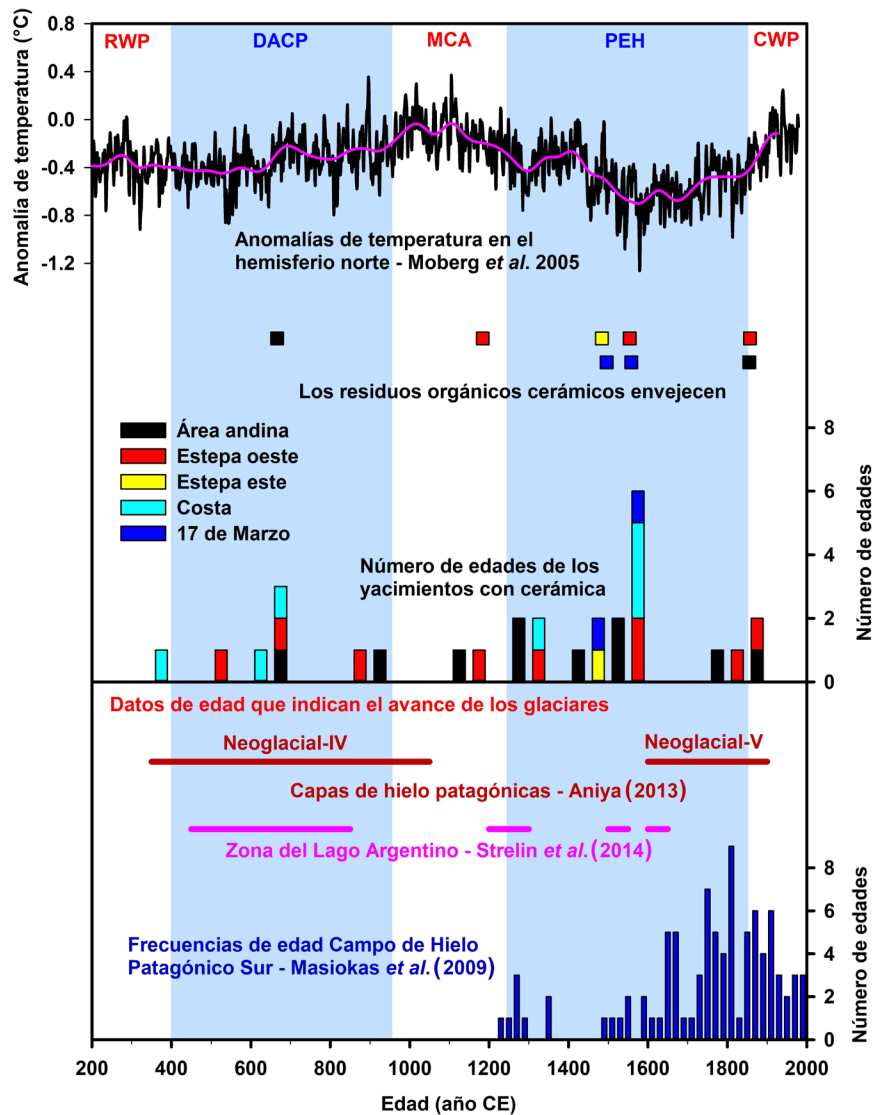 RWP DACP MCA PEH CWP
Anomalía de temperatura (°C)
0.8
0.4
0.0
-0.4
-0.8
-1.2
Anomalías de temperatura en el
hemisferio norte - Moberg et al. 2005
Los residuos orgánicos cerámicos envejecen
Área andina
Estepa oeste
Estepa este
Costa
17 de Marzo
Número de edades de los
yacimientos con cerámica
8
6
4
2
0
Número de edades
Datos de edad que indican el avance de los glaciares
Neoglacial-IV
Neoglacial-V
Capas de hielo patagónicas - Aniya (2013)
Zona del Lago Argentino - Strelin et al. (2014)
Frecuencias de edad Campo de Hielo
Patagónico Sur - Masiokas et al. (2009)
8
6
4
2
0
Número de edades
200 400 600 800 1000 1200 1400 1600 1800 2000
Edad (año CE)